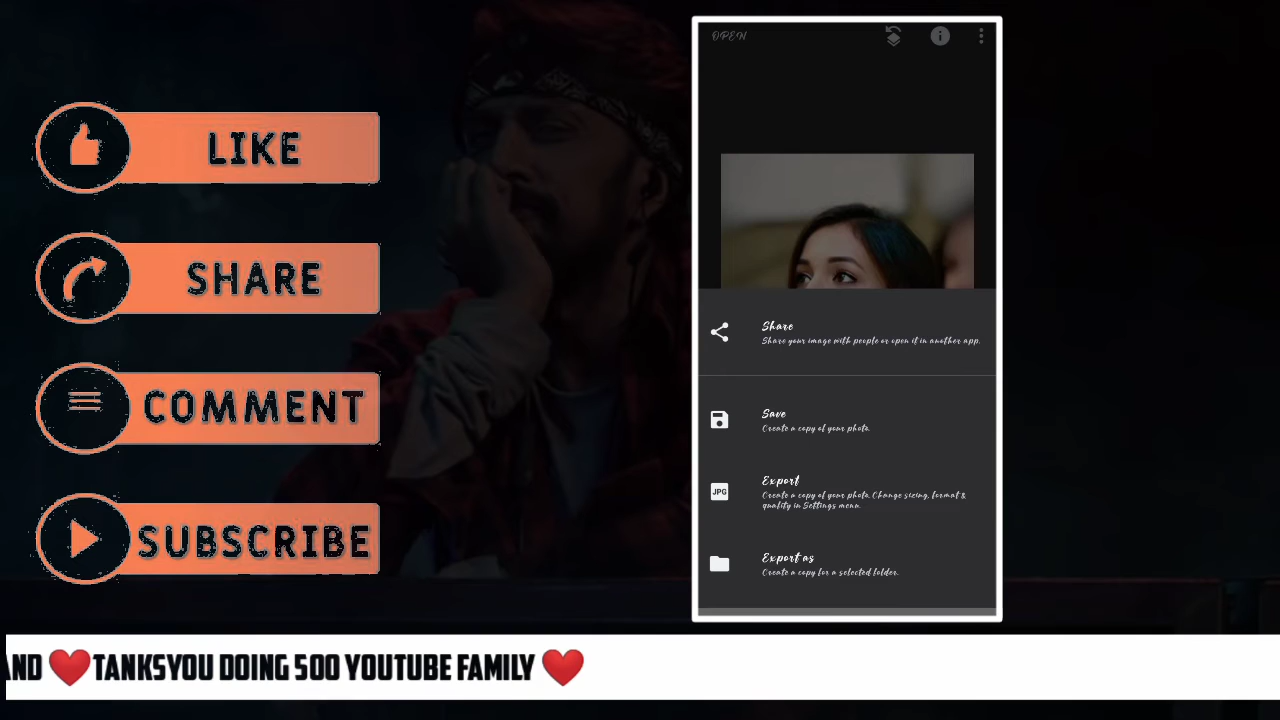 LIKE
SHARE
COMMENT
SUBSCRIBE
OPEN
Share
Share your image with people or open it in another app.
Save
Create a copy of your photo.
JPG
Export
Create a copy of your photo. Change sizing, format &
quality in Settings menu.
Export as
Create a copy for a selected folder.
AND ❤️TANKSYOU DOING 500 YOUTUBE FAMILY ❤️